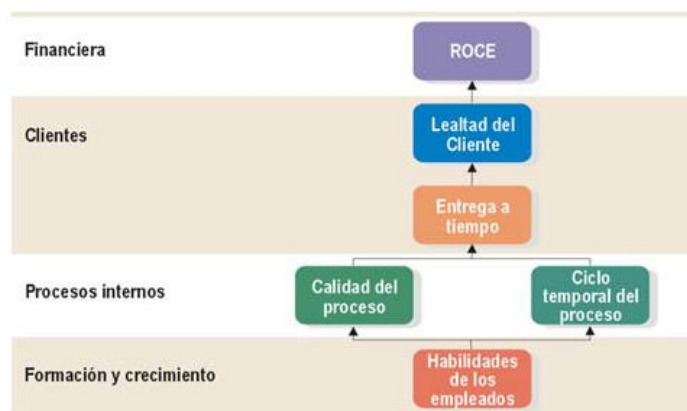 Financiera
ROCE
Clientes
Lealtad del
Cliente
Entrega a
tiempo
Procesos internos
Calidad del
proceso
Ciclo
temporal del
proceso
Formación y crecimiento
Habilidades
de los
empleados